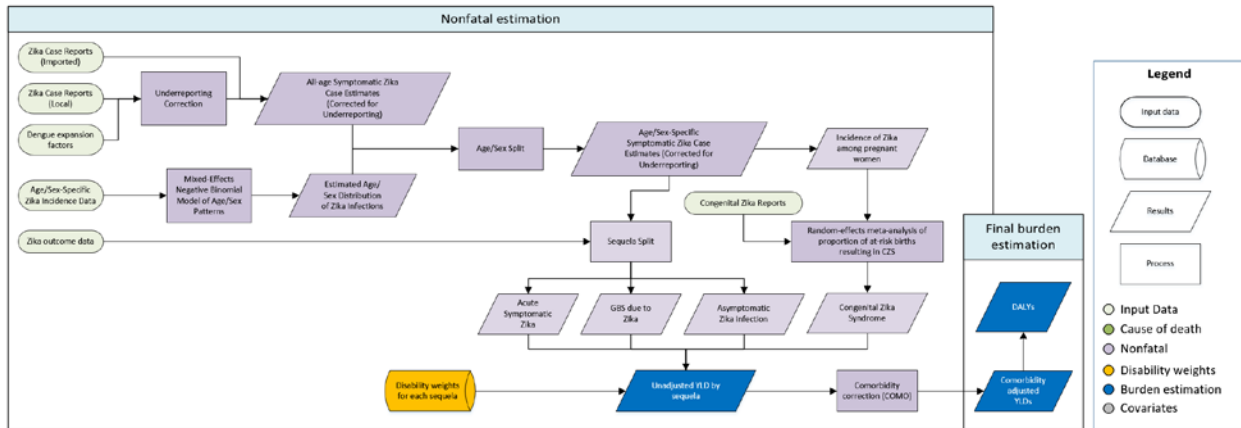 Nonfatal estimation
Zika Case Reports
(Imported)
Zika Case Reports
(Local)
Dengue expansion
factors
Underreporting
Correction
All-age Symptomatic Zika
Case Estimates
(Corrected for
Underreporting)
Age/Sex-Specific
Zika Incidence Data
Mixed-Effects
Negative Binomial
Model of Age/Sex
Patterns
Estimated Age/
Sex Distribution
of Zika Infections
Age/Sex Split
Age/Sex-Specific
Symptomatic Zika Case
Estimates (Corrected for
Underreporting)
Incidence of Zika
among pregnant
women
Congenital Zika Reports
Zika outcome data
Sequela Split
Random-effects meta-analysis of
proportion of at-risk births
resulting in CZS
Acute
Symptomatic
Zika
GBS due to
Zika
Asymptomatic
Zika Infection
Congenital Zika
Syndrome
Disability weights
for each sequela
Unadjusted YLD by
sequela
Comorbidity
correction (COMO)
Final burden
estimation
DALYs
Comorbidity
adjusted
YLDs
Legend
Input data
Database
Results
Process
Input Data
Cause of death
Nonfatal
Disability weights
Burden estimation
Covariates